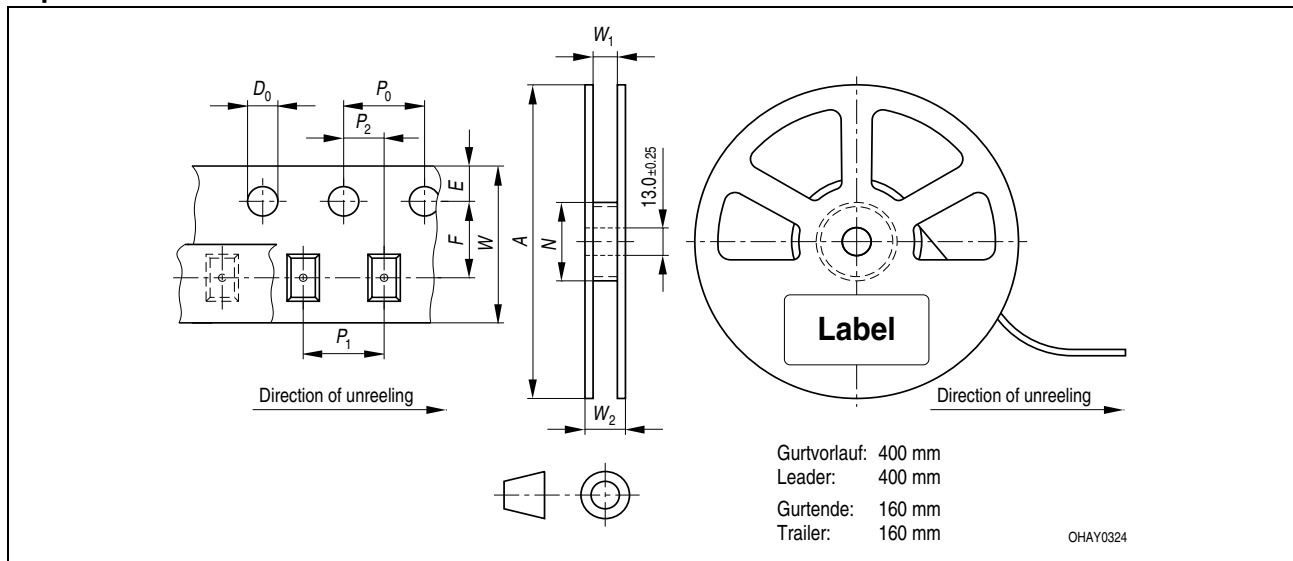 W₁
D₀
P₀
P₂
E
F
W
A
N
13.0±0.25
Label
P₁
Direction of unreeling
W₂
Direction of unreeling
Gurtvorlauf: 400 mm
Leader: 400 mm
Gurtende: 160 mm
Trailer: 160 mm
OHAY0324